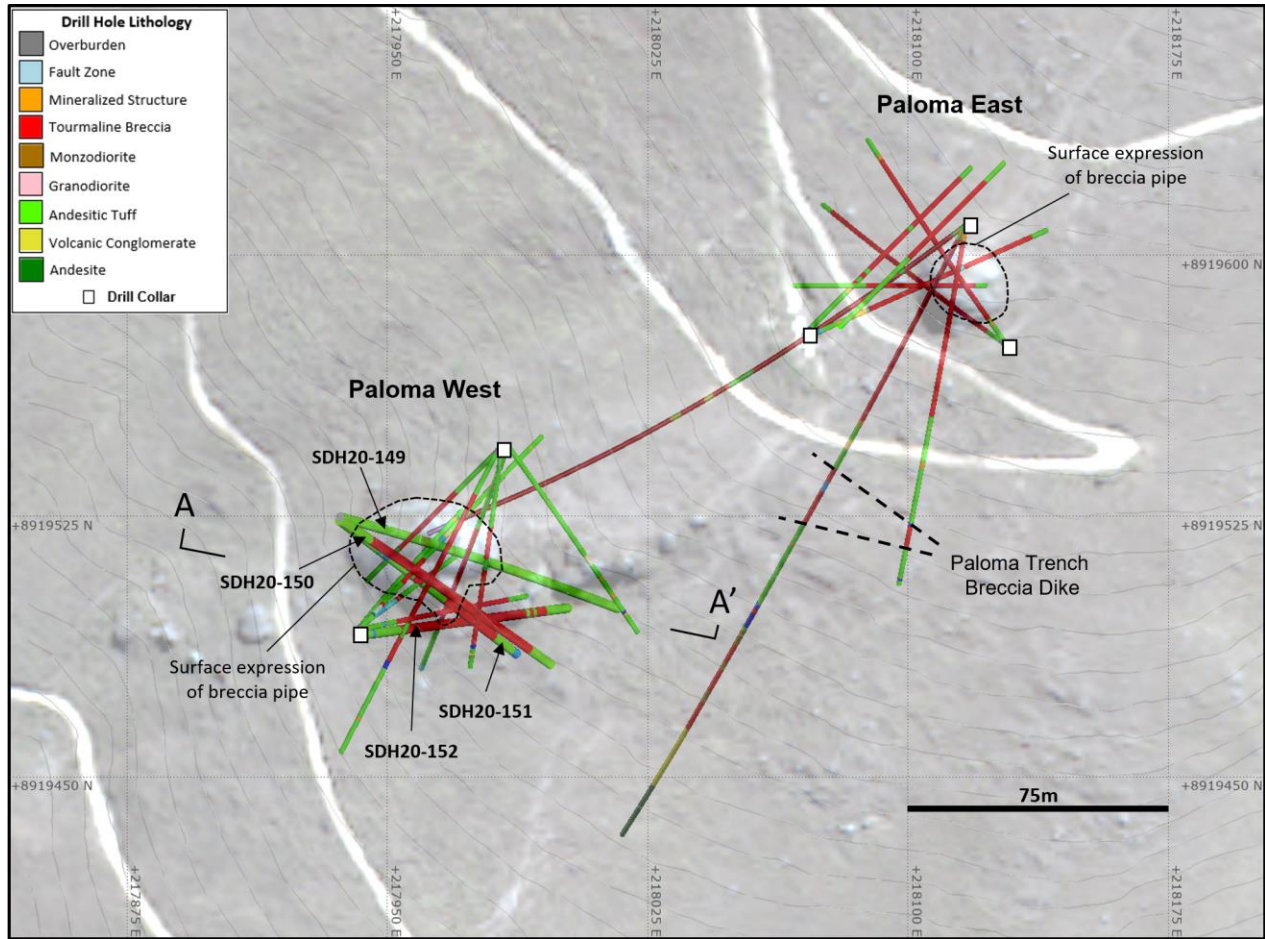 Drill Hole Lithology
Overburden
Fault Zone
Mineralized Structure
Tourmaline Breccia
Monzodiorite
Granodiorite
Andesitic Tuff
Volcanic Conglomerate
Andesite
Drill Collar
+217950 E
+218025 E
+218100 E
+218175 E
Paloma East
Surface expression
of breccia pipe
+8919600 N
Paloma West
SDH20-149
A
+8919525 N
+8919525 N
SDH20-150
Paloma Trench
Breccia Dike
A’
Surface expression
of breccia pipe
SDH20-151
SDH20-152
+8919450 N
+8919450 N
75m
+217875 E
+217950 E
+218025 E
+218100 E
+218175 E